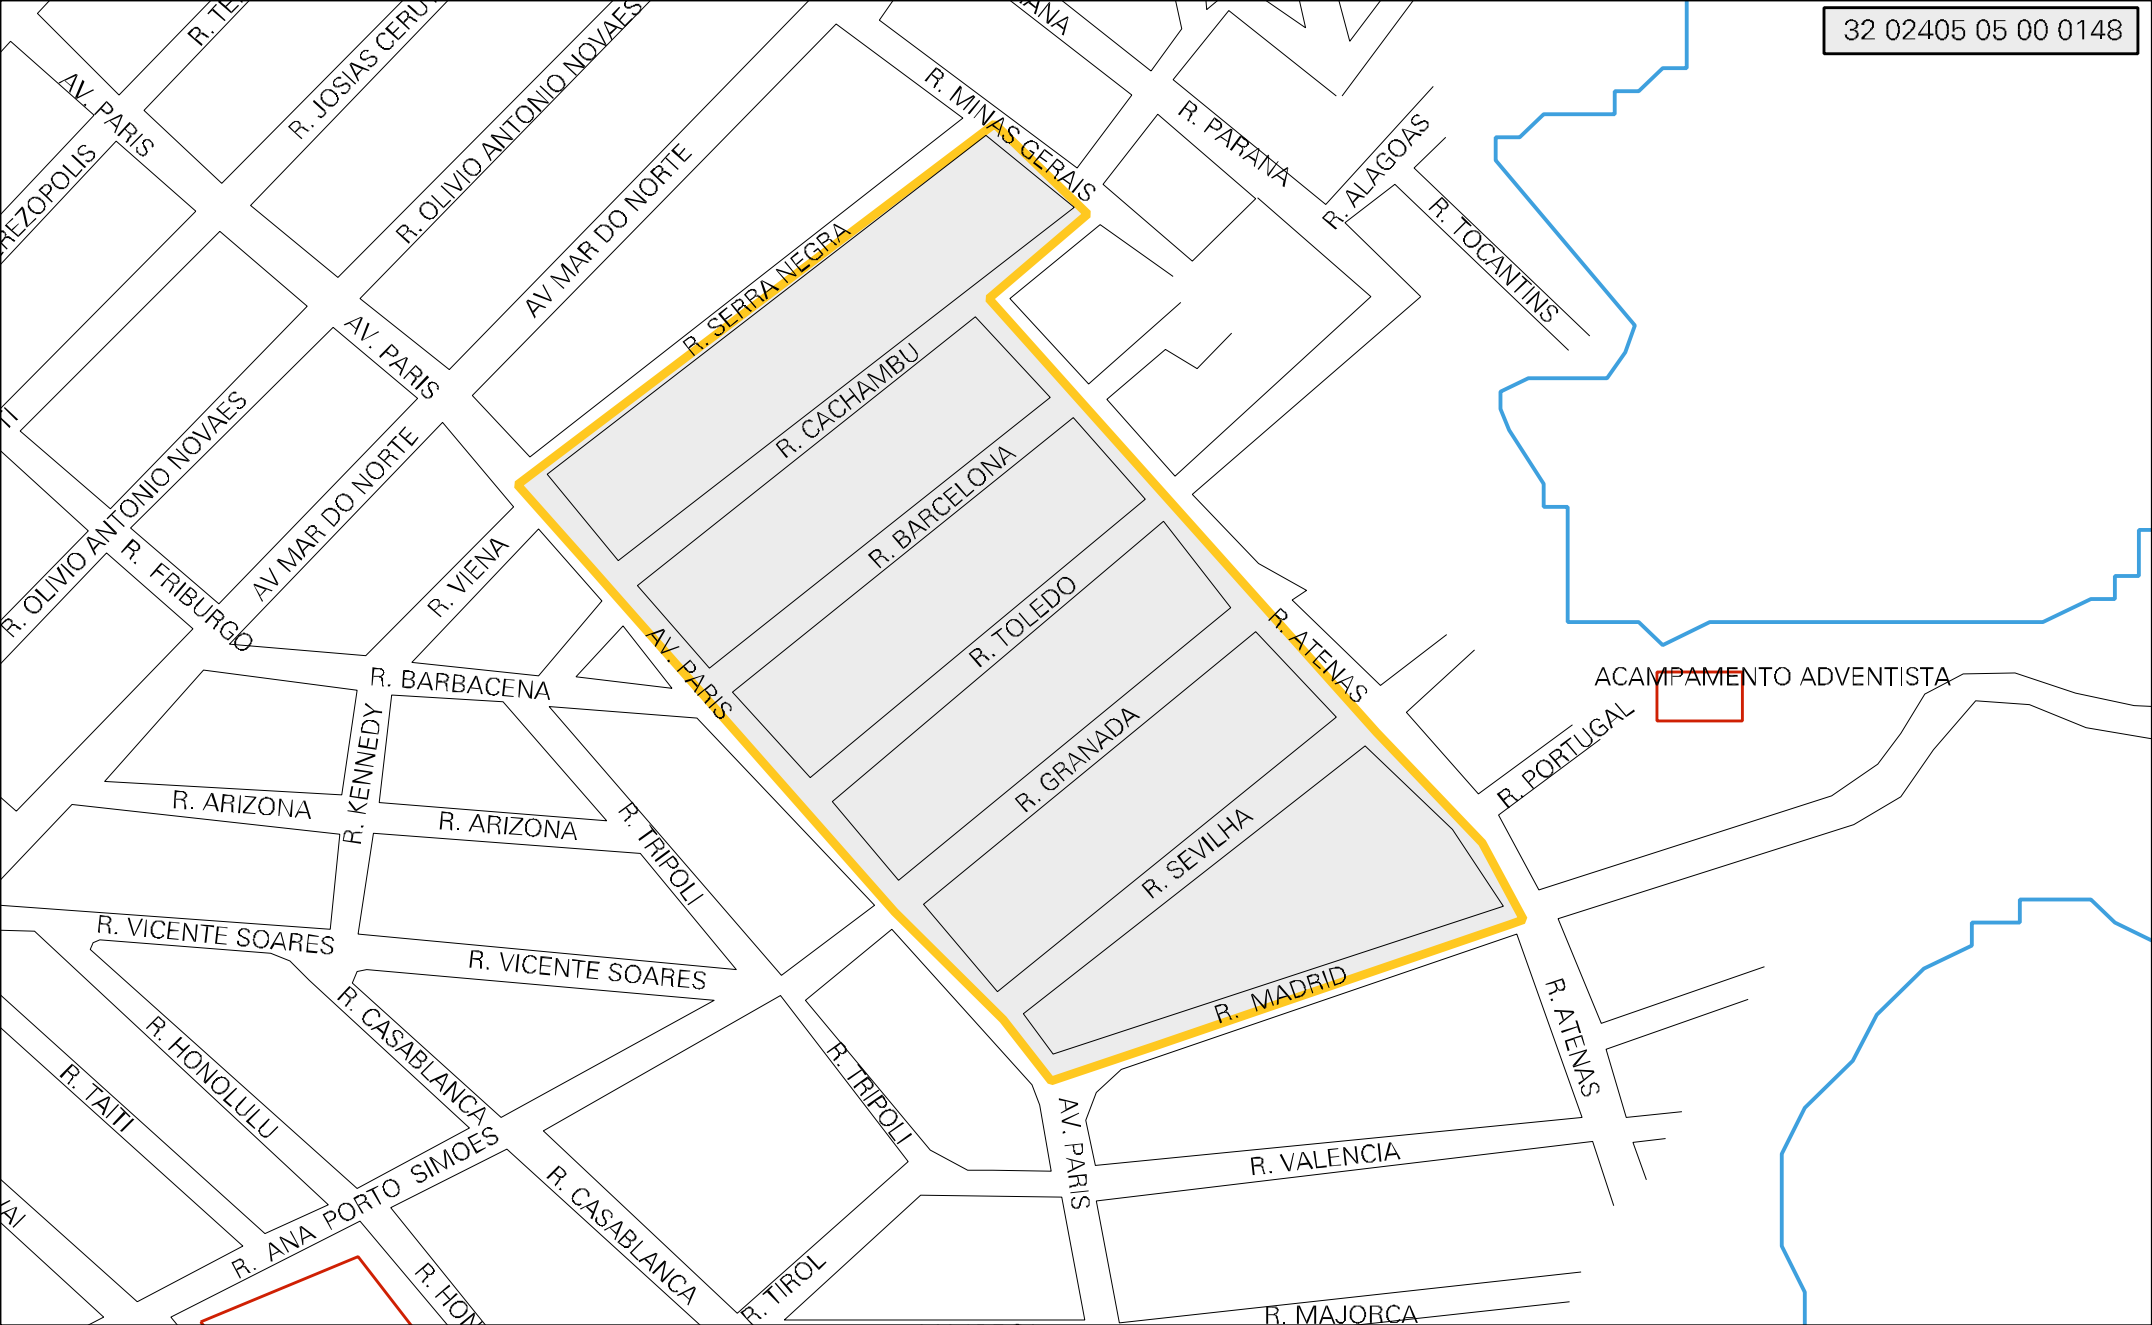 32 02405 05 00 0148
R. JOSIAS CERU
R. MINAS GERAIS
AV. PARIS
R. OLIVIO ANTONIO NOVAES
R. PARANA
R. ALAGOAS
AV MAR DO NORTE
R. TOCANTINS
REZOPOLIS
R. SERRA NEGRA
AV. PARIS
R. CACHAMBU
R. OLIVIO ANTONIO NOVAES
AV MAR DO NORTE
R. BARCELONA
R. VIENA
R. FRIBURGO
R. TOLEDO
R. ATENAS
AV. PARIS
R. BARBACENA
ACAMPAMENTO ADVENTISTA
R. KENNEDY
R. GRANADA
R. PORTUGAL
R. ARIZONA
R. ARIZONA
R. TRIPOLI
R. SEVILHA
R. VICENTE SOARES
R. VICENTE SOARES
R. MADRID
R. ATENAS
R. CASABLANCA
R. HONOLULU
R. TAITI
R. TRIPOLI
AV. PARIS
R. VALENCIA
R. ANA PORTO SIMOES
R. CASABLANCA
R. TIROL
R. HON
R. MAJORCA